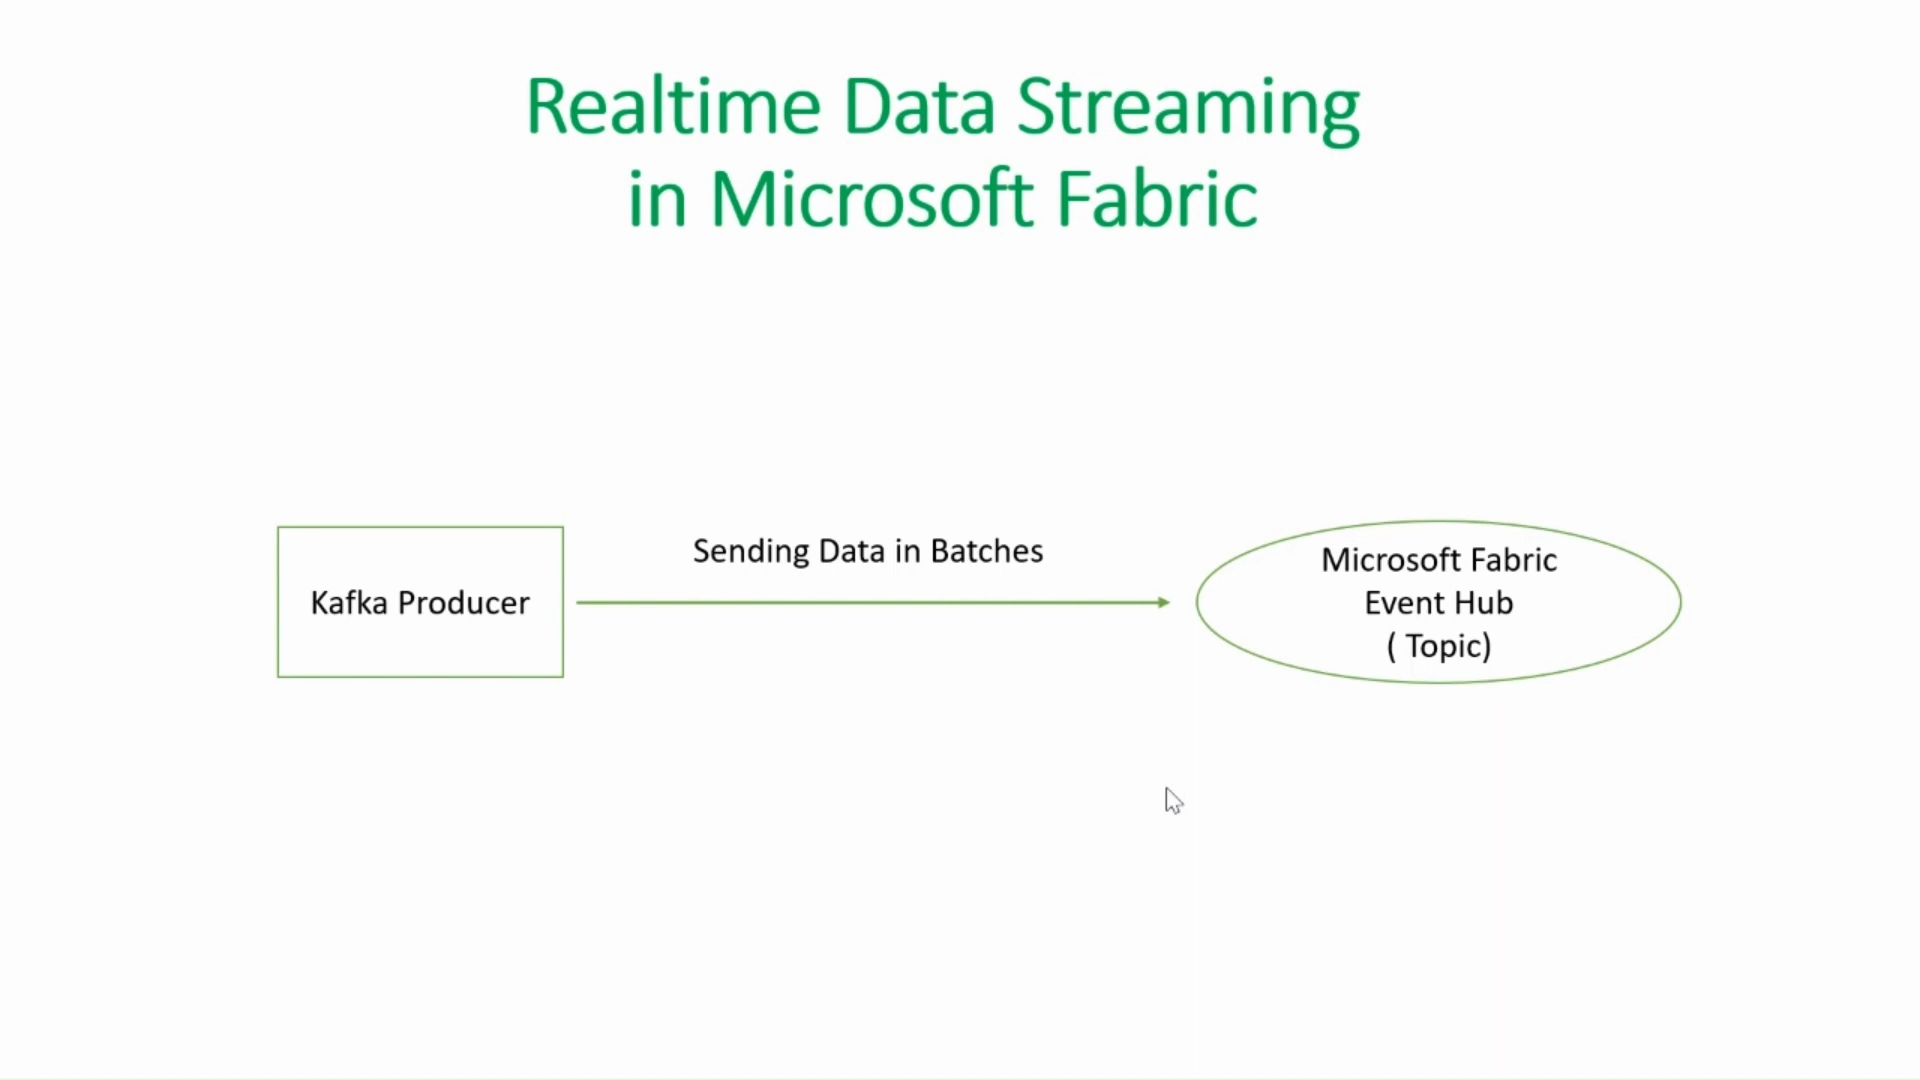 Realtime Data Streaming
in Microsoft Fabric
Kafka Producer
Sending Data in Batches
Microsoft Fabric
Event Hub
( Topic)